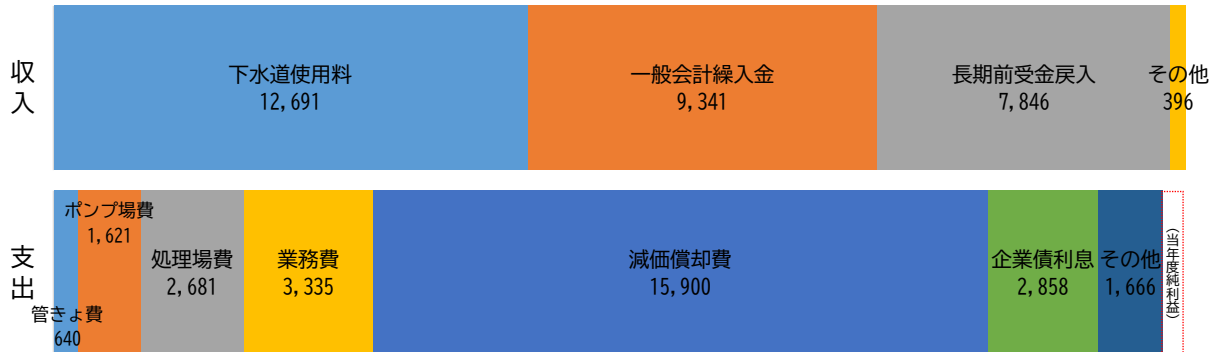 収入
下水道使用料
12,691
一般会計繰入金
9,341
長期前受金戻入
7,846
その他
396
支出
管きょ費
640
ポンプ場費
1,621
処理場費
2,681
業務費
3,335
減価償却費
15,900
企業債利息
2,858
その他
1,666
（当年度純利益）